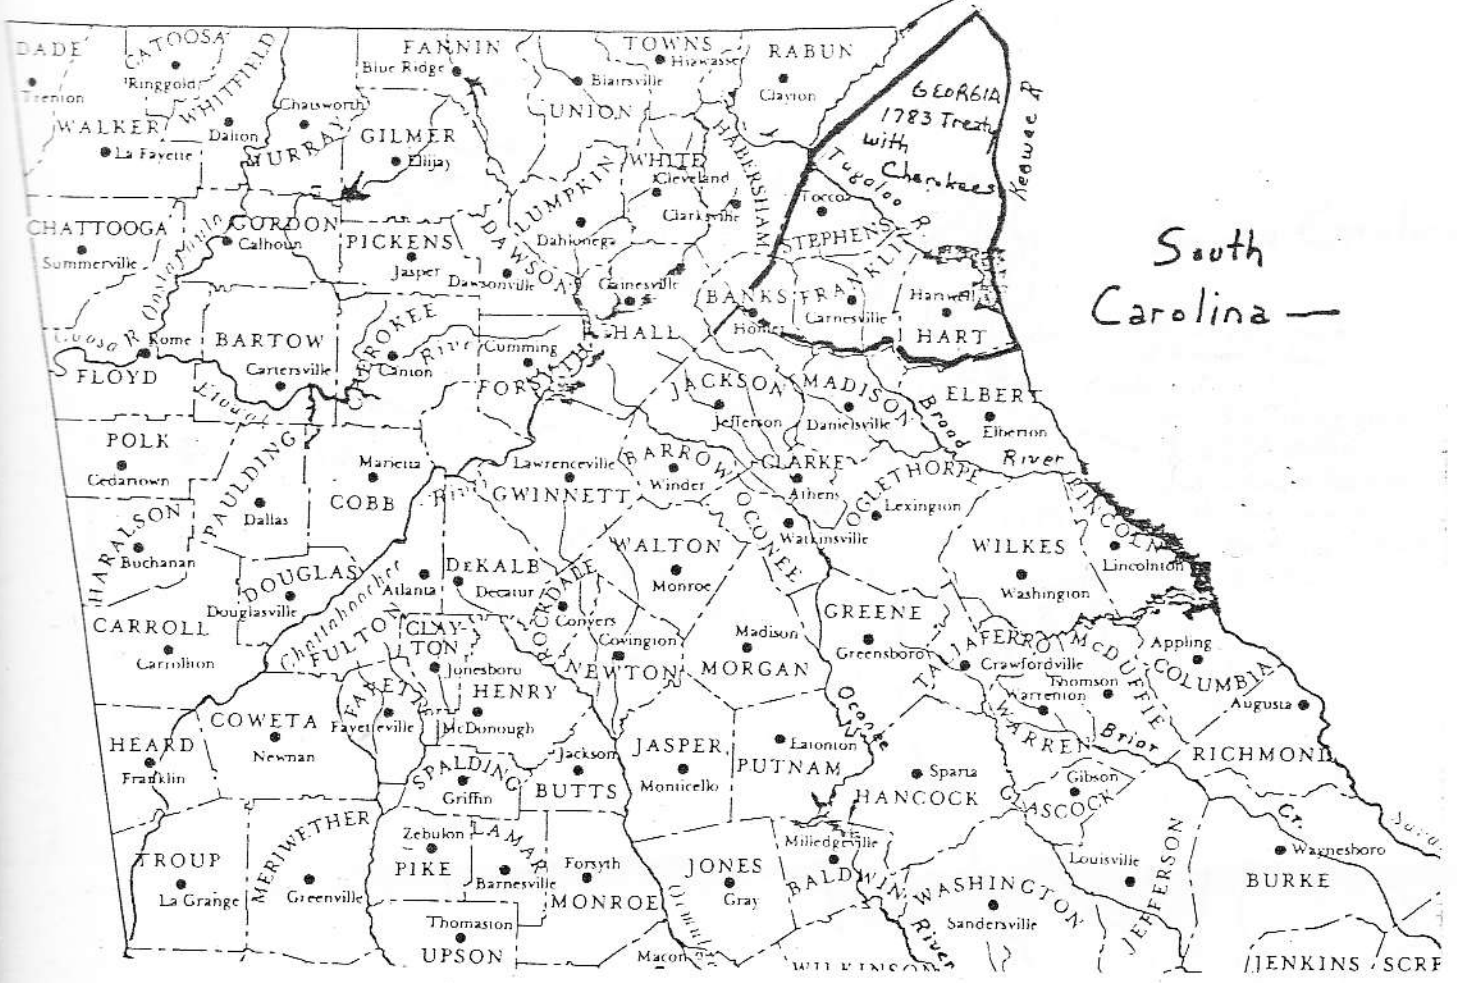 DADE
Trenton
CATOOSA
Ringgold
WHITFIELD
Dalton
Chatsworth
MURRAY
FANNIN
Blue Ridge
TOWNS
Hiawassee
Blairsville
UNION
RABUN
Clayton
GEORGIA
1783 Treaty
with
Cherokees
Keowee R
Tugaloo R.
WALKER
La Fayette
GILMER
Ellijay
WHITE
Cleveland
HABERSHAM
Clarksville
LUMPKIN
Dahlonega
Toccoa
STEPHENS
CHATTOOGA
Summerville
GORDON
Calhoun
PICKENS
Jasper
DAWSON
Dawsonville
South
Carolina —
Gainesville
HALL
BANKS
Homer
FRANKLIN
Carnesville
Hartwell
HART
Oostanaula
Coosa R
Rome
FLOYD
BARTOW
Cartersville
CHEROKEE
Canton
River
Cumming
FORSYTH
Etowah
JACKSON
Jefferson
MADISON
Danielsville
Broad
River
ELBERT
Elberton
POLK
Cedartown
PAULDING
Dallas
Marietta
COBB
River
Lawrenceville
GWINNETT
BARROW
Winder
CLARKE
Athens
OCONEE
Watkinsville
OGLETHORPE
Lexington
WILKES
Washington
LINCOLN
Lincolnton
HARALSON
Buchanan
DOUGLAS
Douglasville
Chattahoochee
Atlanta
FULTON
DEKALB
Decatur
ROCKDALE
Conyers
WALTON
Monroe
CARROLL
Carrollton
CLAY-
TON
Jonesboro
HENRY
McDonough
Covington
NEWTON
Madison
MORGAN
GREENE
Greensboro
TALIAFERRO
Crawfordville
McDUFFIE
Thomson
Appling
COLUMBIA
Augusta
Warrenton
WARREN
Briar
RICHMOND
HEARD
Franklin
COWETA
Newnan
FAYETTE
Fayetteville
SPALDING
Griffin
Jackson
BUTTS
JASPER
Monticello
Eatonton
PUTNAM
Oconee
Sparta
HANCOCK
Gibson
GLASCOCK
Cr.
TROUP
La Grange
MERIWETHER
Greenville
Zebulon
PIKE
LAMAR
Barnesville
Forsyth
MONROE
JONES
Gray
Milledgeville
BALDWIN
WASHINGTON
Sandersville
Louisville
JEFFERSON
Waynesboro
BURKE
Thomaston
UPSON
Macon
WILKINSON
River
JENKINS
SCRE